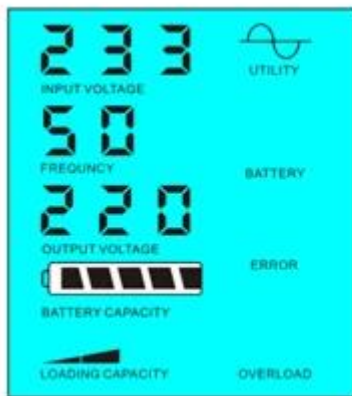 233
INPUT VOLTAGE
UTILITY
50
FREQUNCY
BATTERY
220
OUTPUT VOLTAGE
ERROR
BATTERY CAPACITY
LOADING CAPACITY
OVERLOAD